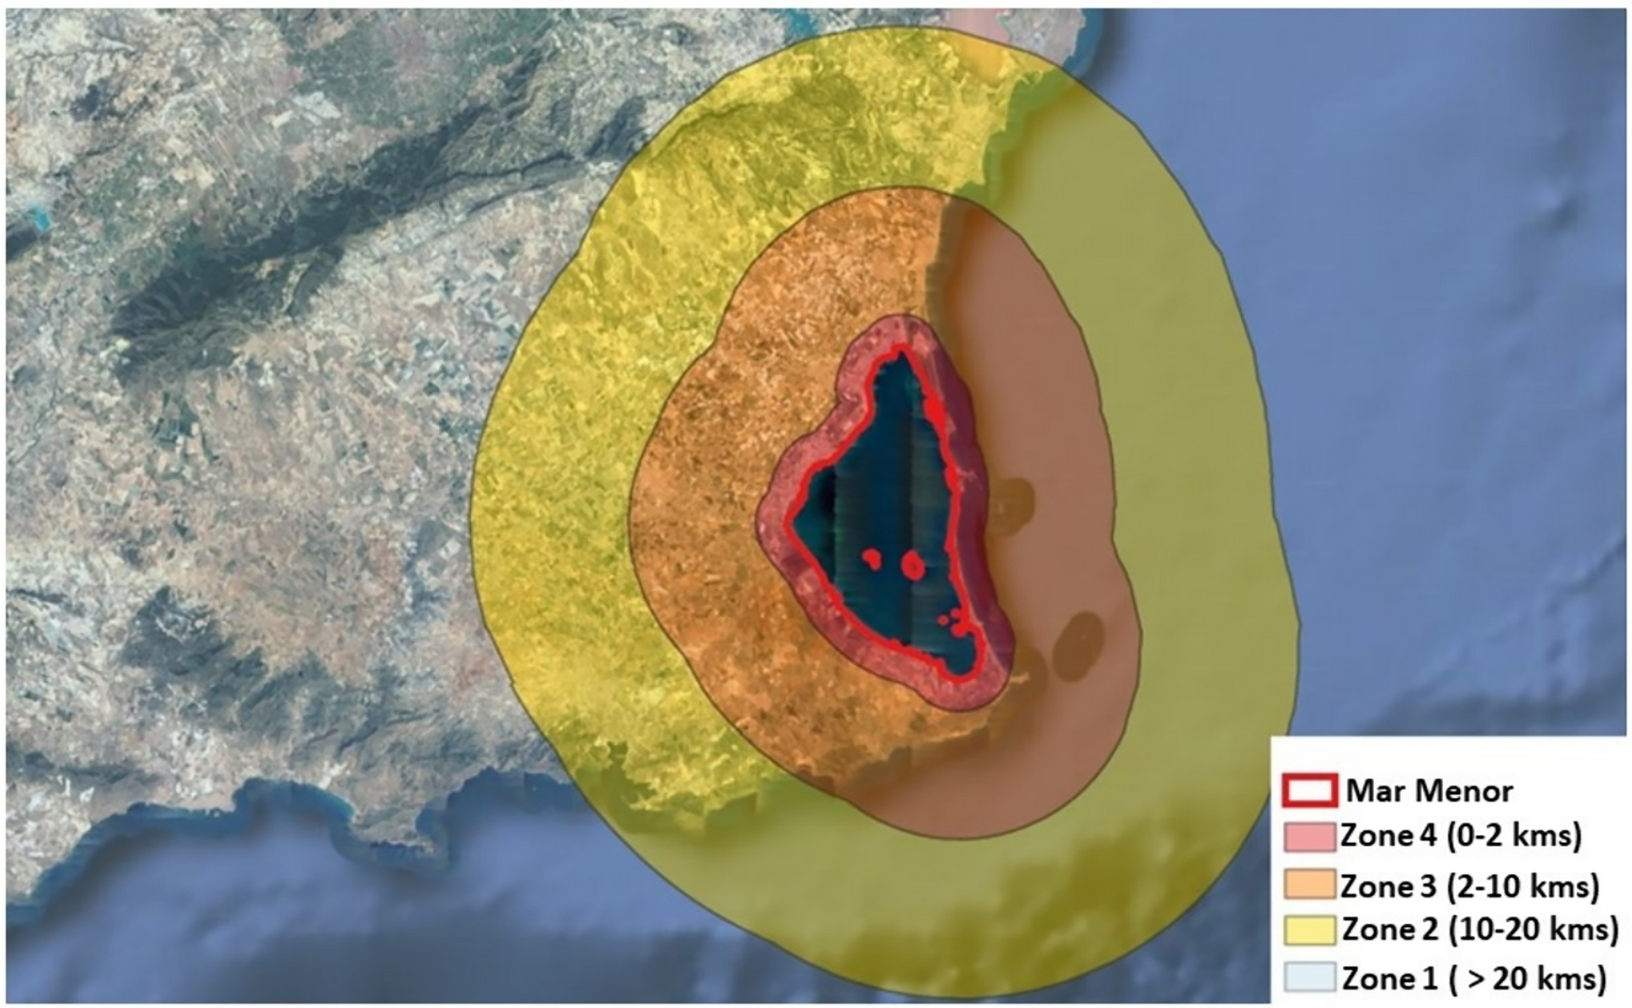 Mar Menor
Zone 4 (0-2 kms)
Zone 3 (2-10 kms)
Zone 2 (10-20 kms)
Zone 1 ( > 20 kms)